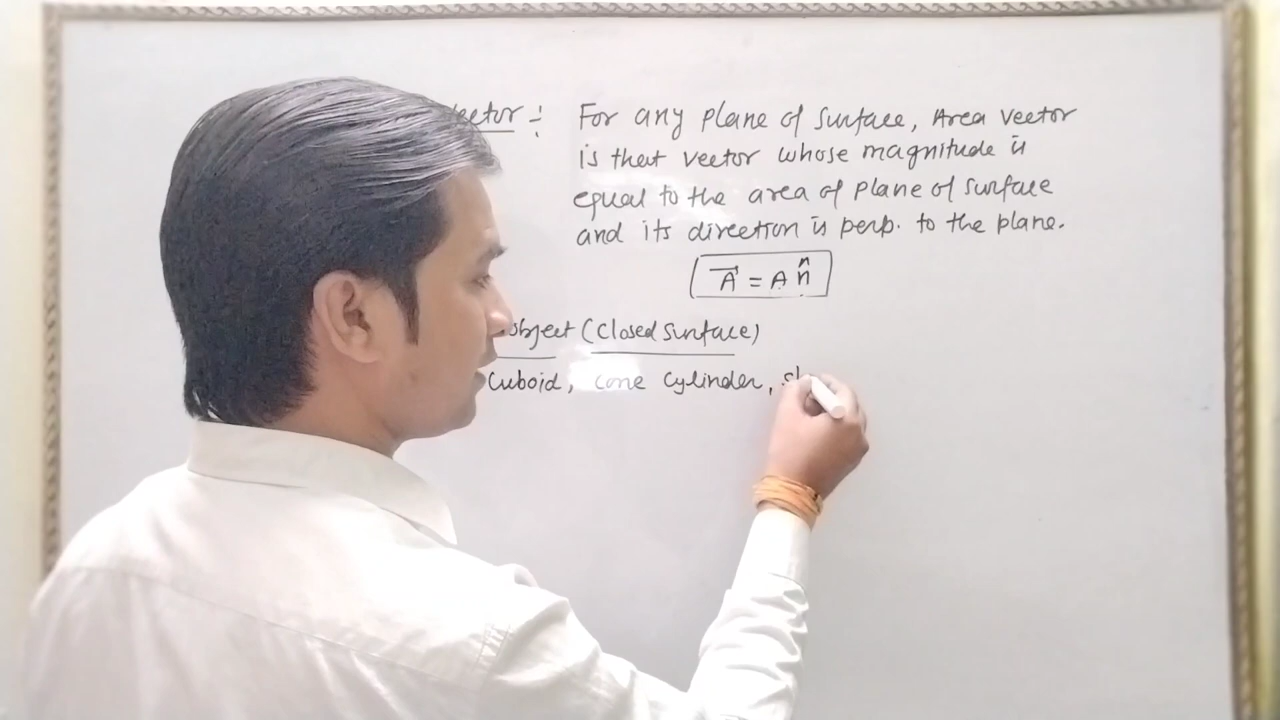 vector :- For any plane of surface, Area vector
is that vector whose magnitude is
equal to the area of plane of surface
and its direction is perp. to the plane.
A⃗ = A n̂
object (closed surface)
Cuboid, cone cylinder,